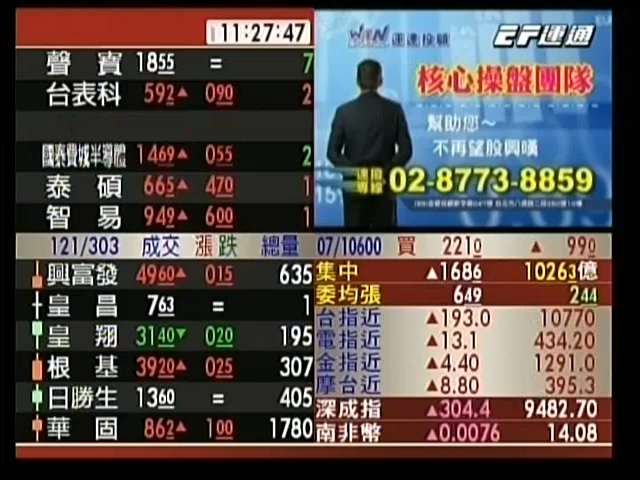 11:27:47
聲寶 1855 = 7
台表科 592▲ 090 2
國泰費城半導體 1469▲ 055 2
泰碩 665▲ 470 1
智易 949▲ 600 1
121/303 成交 漲跌 總量
興富發 4960▲ 015 635
皇昌 763 = 1
皇翔 3140▼ 020 195
根基 3920▲ 025 307
日勝生 1360 = 405
華固 862▲ 100 1780
WIN 運達投顧
EF運通
核心操盤團隊
幫助您～
不再望股興嘆
速撥專線 02-8773-8859
07/10600 買 2210 ▲ 990
集中 ▲1686 10263億
委均張 649 244
台指近 ▲193.0 10770
電指近 ▲13.1 434.20
金指近 ▲4.40 1291.0
摩台近 ▲8.80 395.3
深成指 ▲304.4 9482.70
南非幣 ▲0.0076 14.08